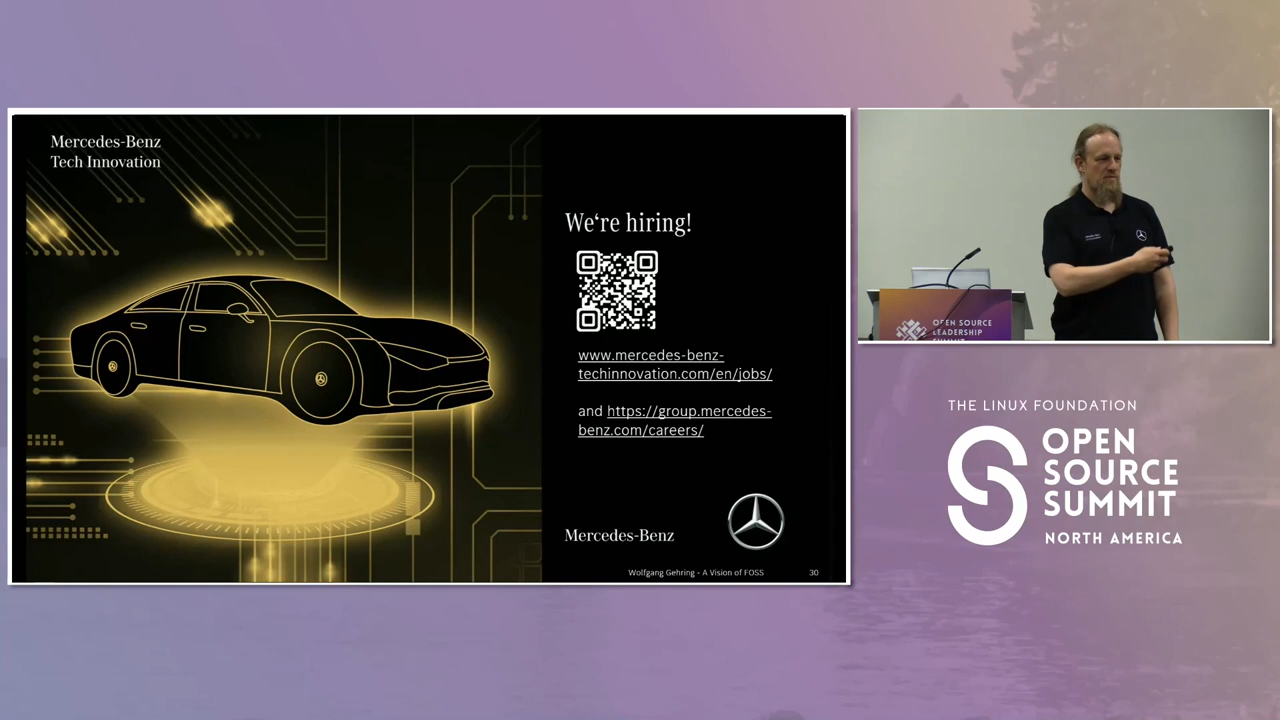 Mercedes-Benz
Tech Innovation
We're hiring!
www.mercedes-benz-
techinnovation.com/en/jobs/
and https://group.mercedes-
benz.com/careers/
Mercedes-Benz
Wolfgang Gehring - A Vision of FOSS
30
OPEN SOURCE
LEADERSHIP
SUMMIT
THE LINUX FOUNDATION
OPEN
SOURCE
SUMMIT
NORTH AMERICA